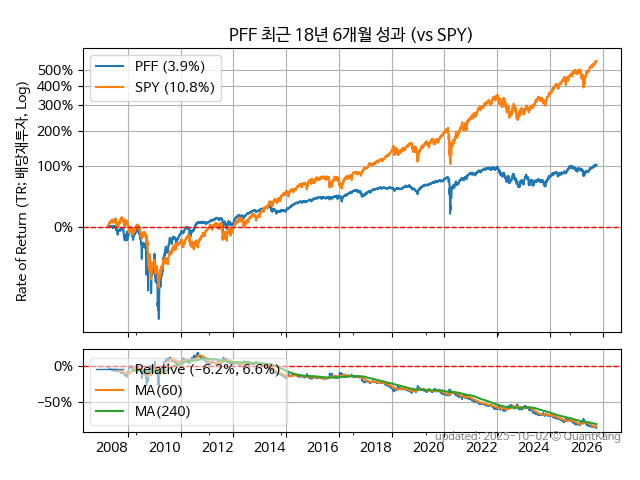 PFF 최근 18년 6개월 성과 (vs SPY)
Rate of Return (TR: 배당재투자, Log)
500%
400%
300%
200%
100%
0%
PFF (3.9%)
SPY (10.8%)
0%
−50%
Relative (−6.2%, 6.6%)
MA(60)
MA(240)
2008 2010 2012 2014 2016 2018 2020 2022 2024 2026
updated: 2025-10-02 © QuantKang